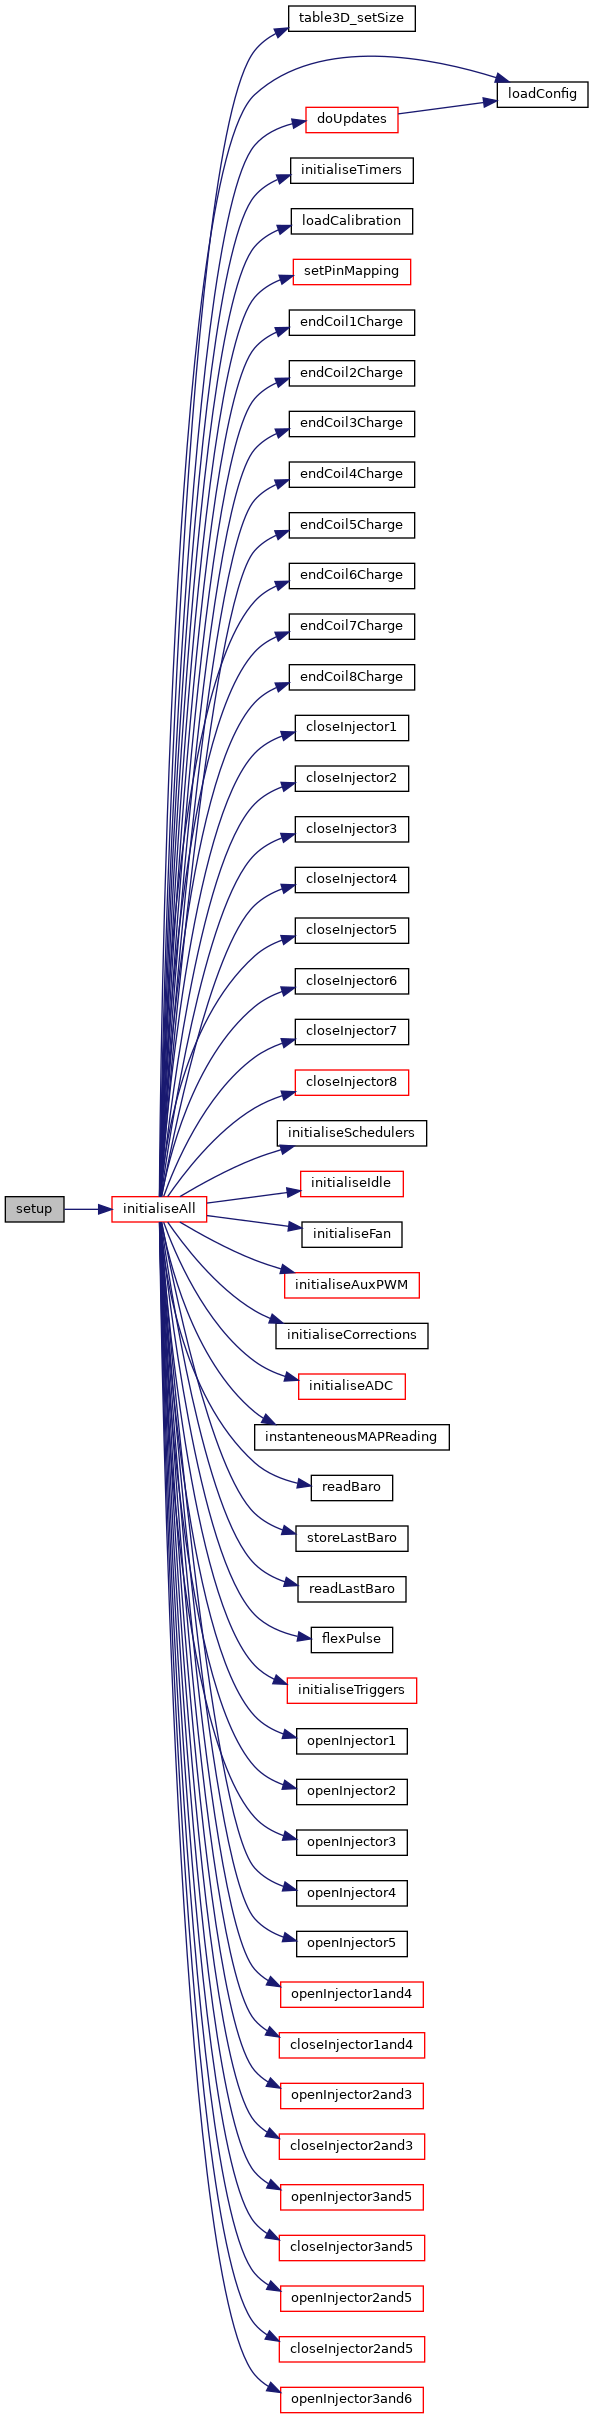 table3D_setSize
loadConfig
doUpdates
initialiseTimers
loadCalibration
setPinMapping
endCoil1Charge
endCoil2Charge
endCoil3Charge
endCoil4Charge
endCoil5Charge
endCoil6Charge
endCoil7Charge
endCoil8Charge
closeInjector1
closeInjector2
closeInjector3
closeInjector4
closeInjector5
closeInjector6
closeInjector7
closeInjector8
initialiseSchedulers
initialiseIdle
setup
initialiseAll
initialiseFan
initialiseAuxPWM
initialiseCorrections
initialiseADC
instanteneousMAPReading
readBaro
storeLastBaro
readLastBaro
flexPulse
initialiseTriggers
openInjector1
openInjector2
openInjector3
openInjector4
openInjector5
openInjector1and4
closeInjector1and4
openInjector2and3
closeInjector2and3
openInjector3and5
closeInjector3and5
openInjector2and5
closeInjector2and5
openInjector3and6